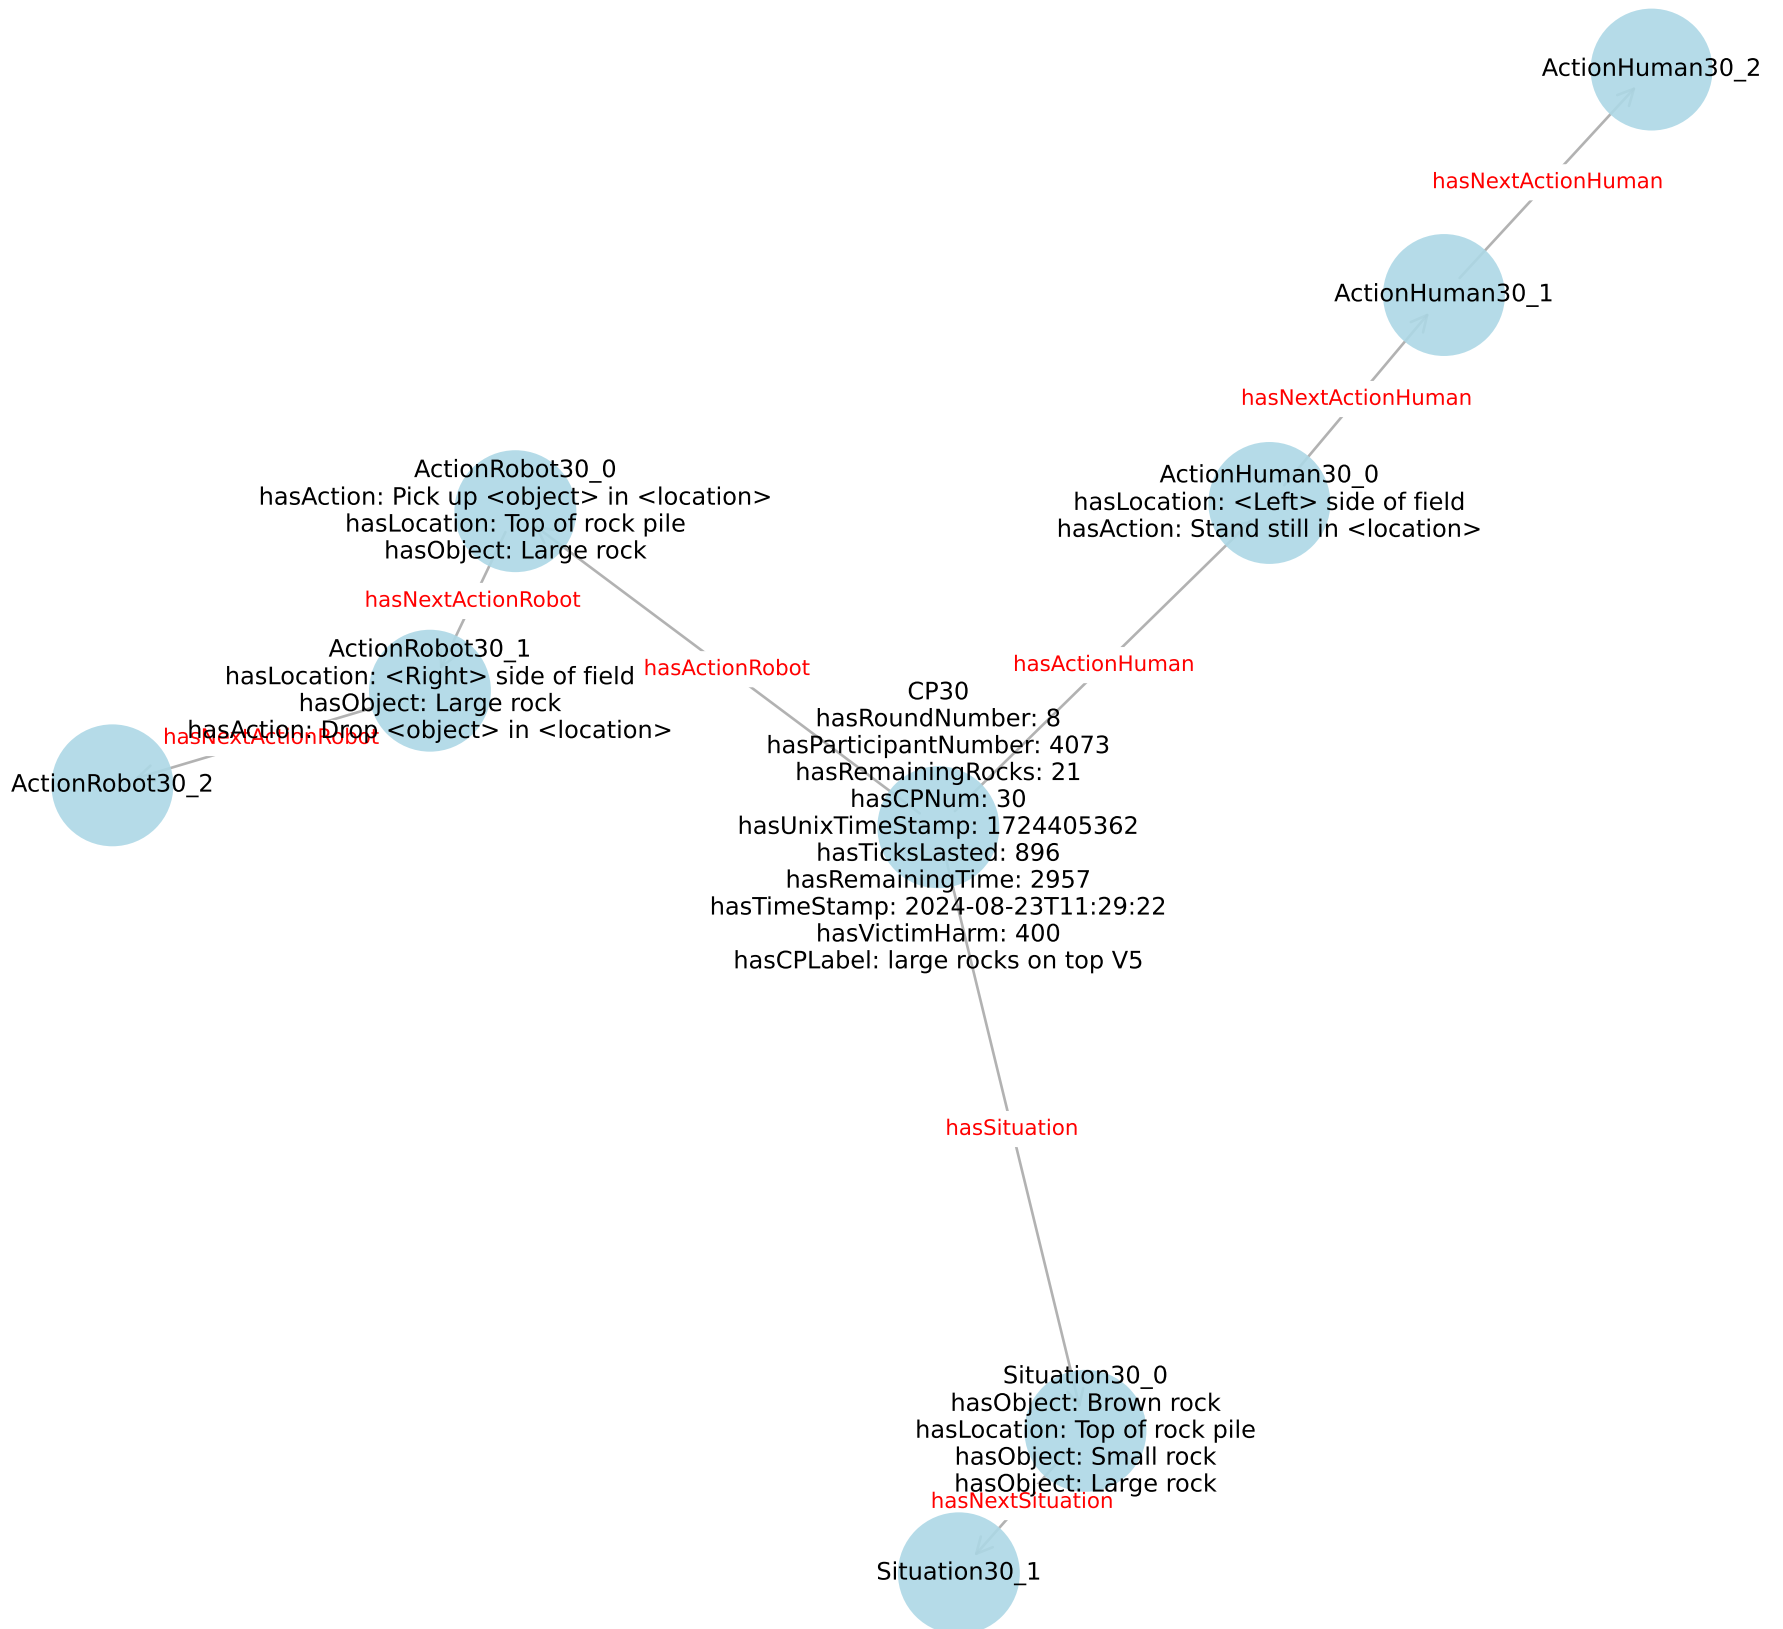 ActionHuman30_2
hasNextActionHuman
ActionHuman30_1
hasNextActionHuman
ActionRobot30_0
hasAction: Pick up <object> in <location>
hasLocation: Top of rock pile
hasObject: Large rock
ActionHuman30_0
hasLocation: <Left> side of field
hasAction: Stand still in <location>
hasNextActionRobot
ActionRobot30_1
hasLocation: <Right> side of field
hasObject: Large rock
hasAction: Drop <object> in <location>
hasNextActionRobot
ActionRobot30_2
hasActionRobot
hasActionHuman
CP30
hasRoundNumber: 8
hasParticipantNumber: 4073
hasRemainingRocks: 21
hasCPNum: 30
hasUnixTimeStamp: 1724405362
hasTicksLasted: 896
hasRemainingTime: 2957
hasTimeStamp: 2024-08-23T11:29:22
hasVictimHarm: 400
hasCPLabel: large rocks on top V5
hasSituation
Situation30_0
hasObject: Brown rock
hasLocation: Top of rock pile
hasObject: Small rock
hasObject: Large rock
hasNextSituation
Situation30_1